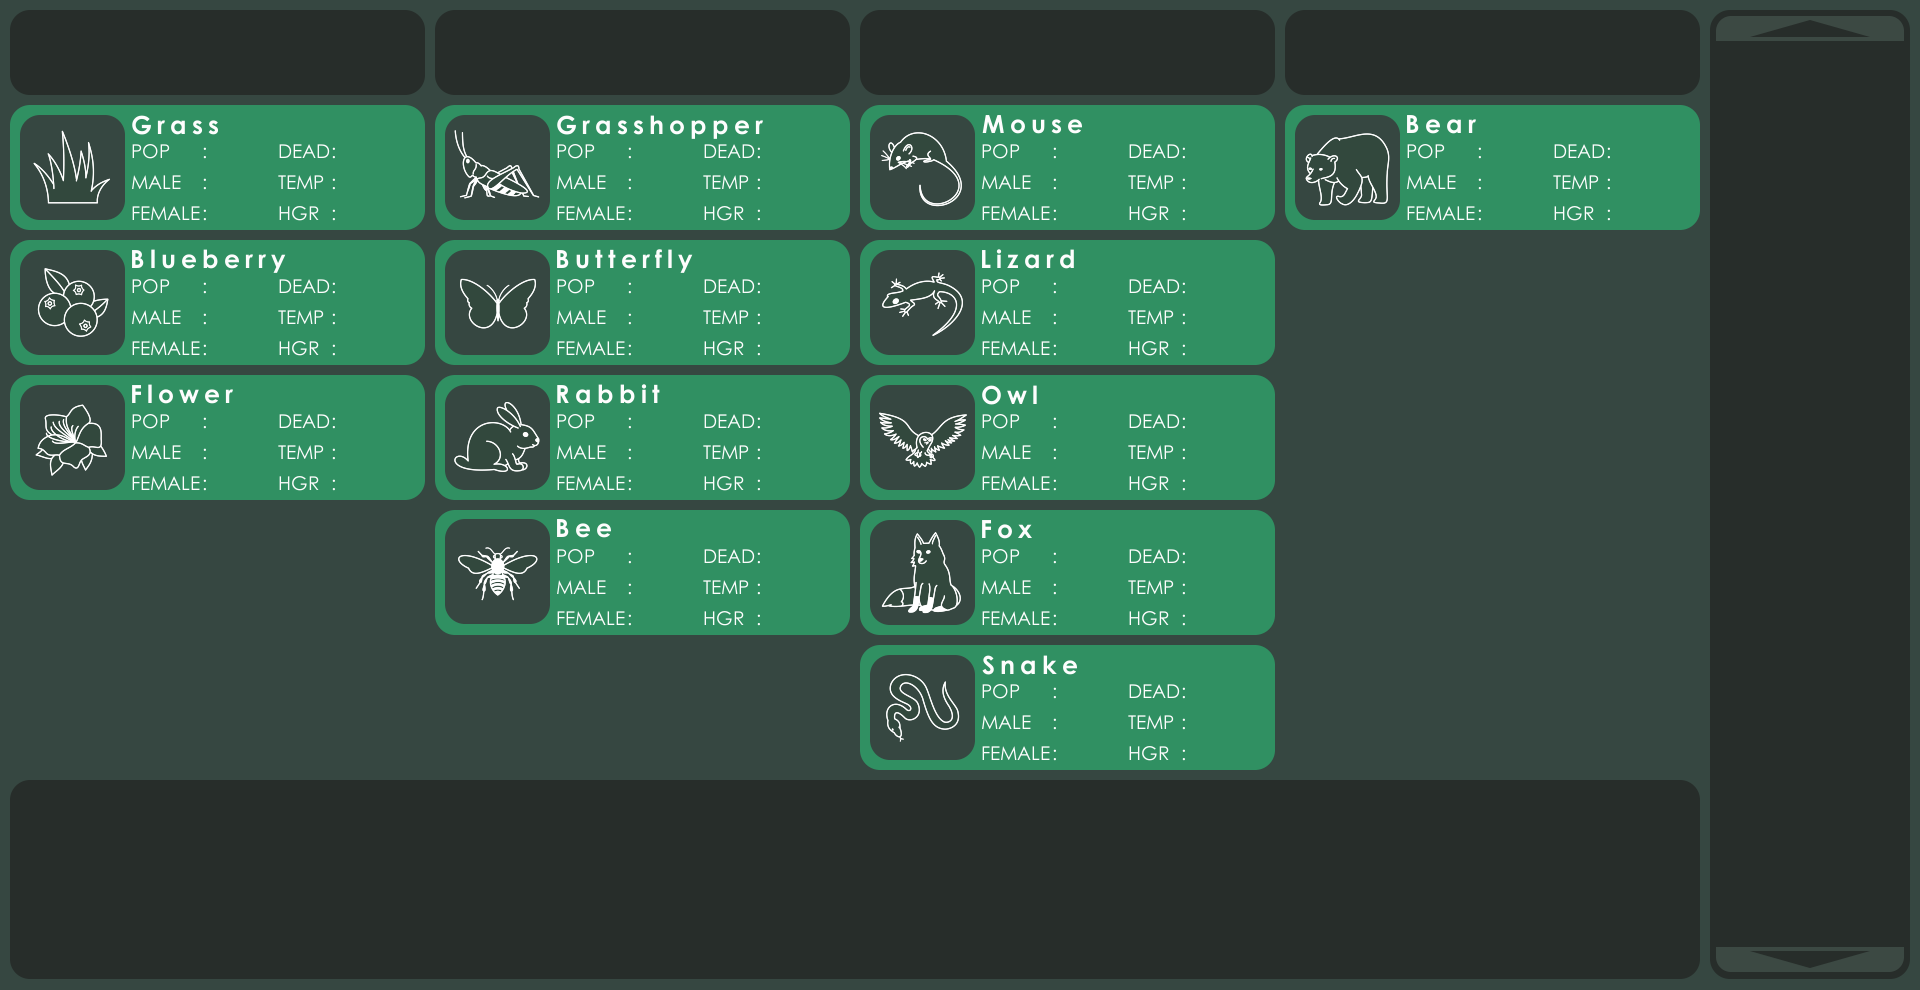 Grass
POP : DEAD:
MALE : TEMP :
FEMALE: HGR :
Blueberry
POP : DEAD:
MALE : TEMP :
FEMALE: HGR :
Flower
POP : DEAD:
MALE : TEMP :
FEMALE: HGR :
Grasshopper
POP : DEAD:
MALE : TEMP :
FEMALE: HGR :
Butterfly
POP : DEAD:
MALE : TEMP :
FEMALE: HGR :
Rabbit
POP : DEAD:
MALE : TEMP :
FEMALE: HGR :
Bee
POP : DEAD:
MALE : TEMP :
FEMALE: HGR :
Mouse
POP : DEAD:
MALE : TEMP :
FEMALE: HGR :
Lizard
POP : DEAD:
MALE : TEMP :
FEMALE: HGR :
Owl
POP : DEAD:
MALE : TEMP :
FEMALE: HGR :
Fox
POP : DEAD:
MALE : TEMP :
FEMALE: HGR :
Snake
POP : DEAD:
MALE : TEMP :
FEMALE: HGR :
Bear
POP : DEAD:
MALE : TEMP :
FEMALE: HGR :